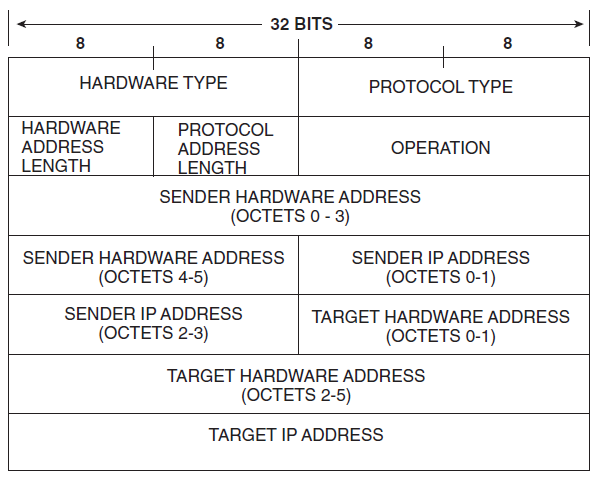 32 BITS
8 8 8 8
HARDWARE TYPE
PROTOCOL TYPE
HARDWARE
ADDRESS
LENGTH
PROTOCOL
ADDRESS
LENGTH
OPERATION
SENDER HARDWARE ADDRESS
(OCTETS 0 - 3)
SENDER HARDWARE ADDRESS
(OCTETS 4-5)
SENDER IP ADDRESS
(OCTETS 0-1)
SENDER IP ADDRESS
(OCTETS 2-3)
TARGET HARDWARE ADDRESS
(OCTETS 0-1)
TARGET HARDWARE ADDRESS
(OCTETS 2-5)
TARGET IP ADDRESS